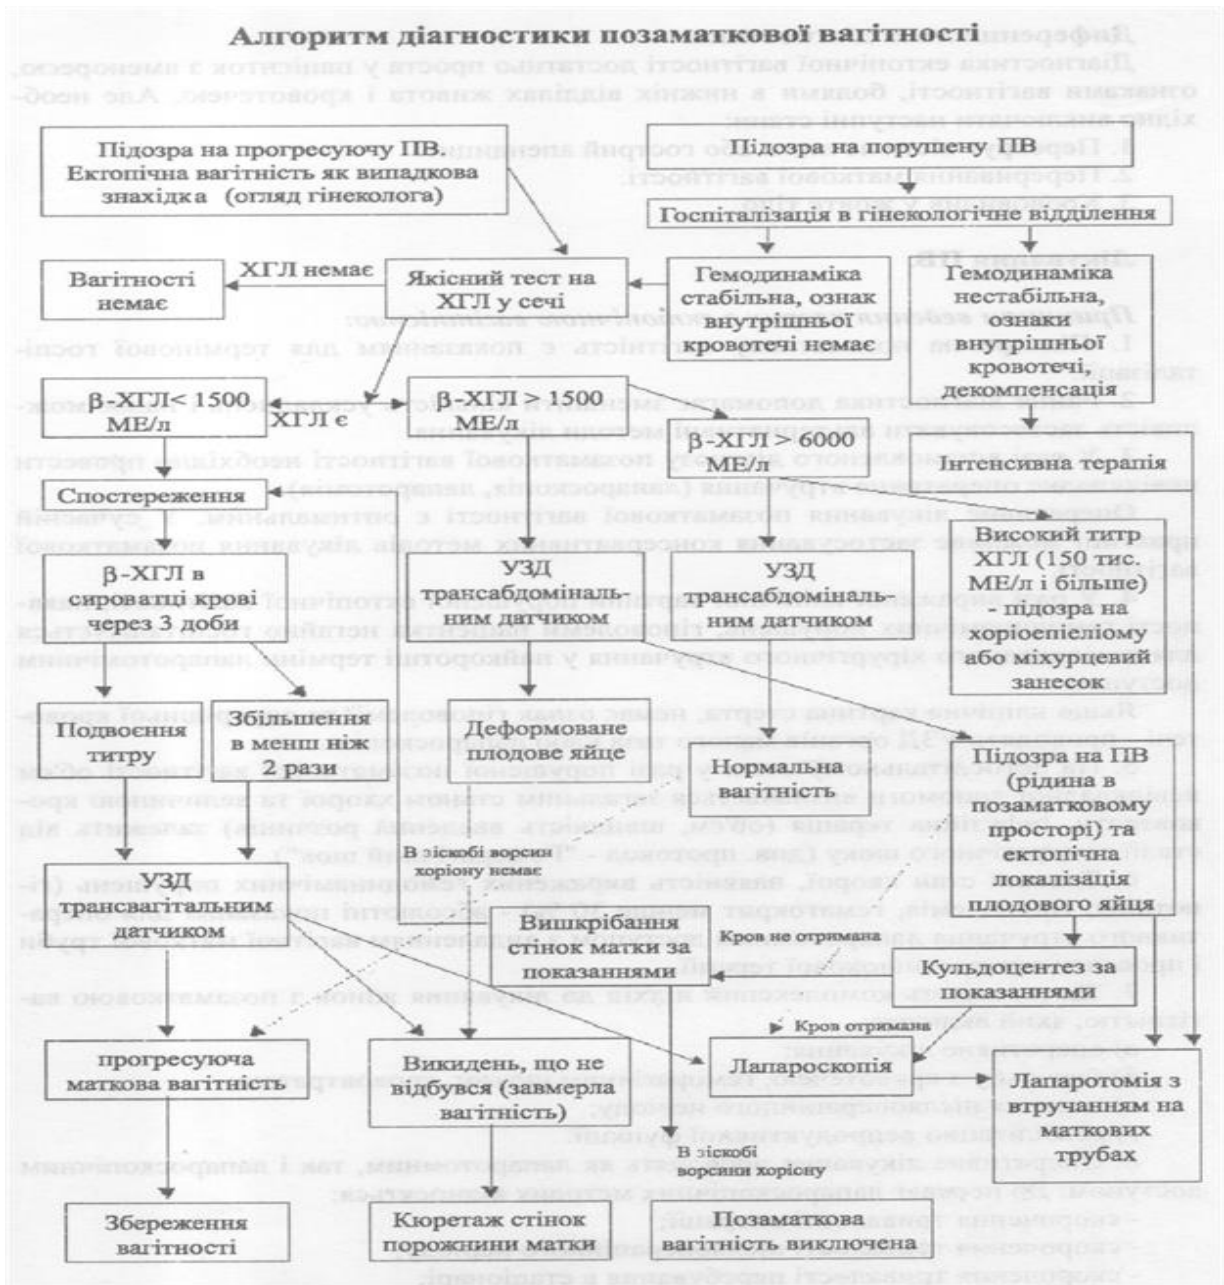 Алгоритм діагностики позаматкової вагітності
Підозра на прогресуючу ПВ.
Ектопічна вагітність як випадкова
знахідка (огляд гінеколога)
Підозра на порушену ПВ
Госпіталізація в гінекологічне відділення
Вагітності
немає
ХГЛ немає
Якісний тест на
ХГЛ у сечі
Гемодинаміка
стабільна, ознак
внутрішньої
кровотечі немає
Гемодинаміка
нестабільна,
ознаки
внутрішньої
кровотечі,
декомпенсація
β-ХГЛ< 1500
МЕ/л
ХГЛ є
β-ХГЛ > 1500
МЕ/л
β-ХГЛ > 6000
МЕ/л
Інтенсивна терапія
Спостереження
β-ХГЛ в
сироватці крові
через 3 доби
УЗД
трансабдоміналь-
ним датчиком
УЗД
трансабдоміналь-
ним датчиком
Високий титр
ХГЛ (150 тис.
МЕ/л і більше)
- підозра на
хоріоепіеліому
або міхурцевий
занесок
Подвоєння
титру
Збільшення
в менш ніж
2 рази
Деформоване
плодове яйце
Нормальна
вагітність
Підозра на ПВ
позаматковому
просторі) та
ектопічна
локалізація
плодового яйця
В зіскобі ворсин
хоріону немає
УЗД
трансвагітальним
датчиком
Вишкрібання
стінок матки за
показаннями
Кров не отримана
Кульдоцентез за
показаннями
Кров отримана
прогресуюча
маткова вагітність
Викидень, що не
відбувся (завмерла
вагітність)
Лапароскопія
Лапаротомія з
втручанням на
маткових
трубах
В зіскобі
ворсини хоріону
Збереження
вагітності
Кюретаж стінок
порожнини матки
Позаматкова
вагітність виключена